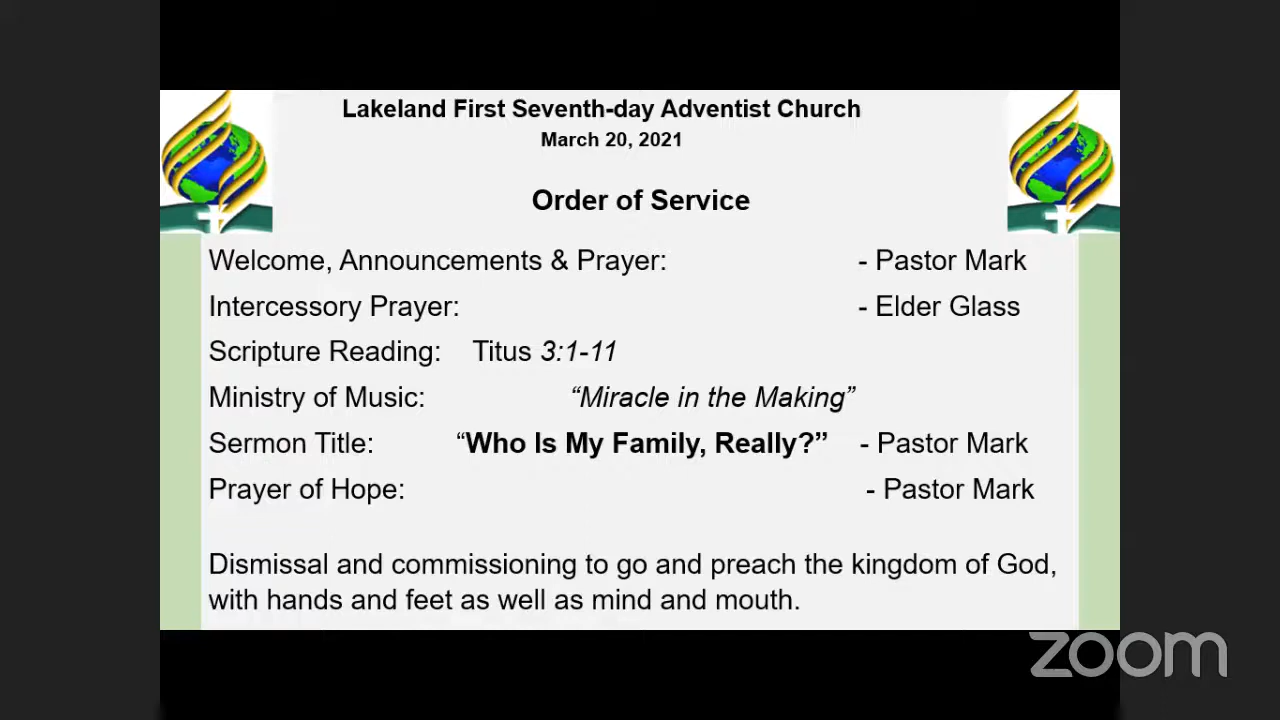 Lakeland First Seventh-day Adventist Church
March 20, 2021
Order of Service
Welcome, Announcements & Prayer: - Pastor Mark
Intercessory Prayer: - Elder Glass
Scripture Reading: Titus 3:1-11
Ministry of Music: “Miracle in the Making”
Sermon Title: “Who Is My Family, Really?” - Pastor Mark
Prayer of Hope: - Pastor Mark
Dismissal and commissioning to go and preach the kingdom of God,
with hands and feet as well as mind and mouth.
zoom